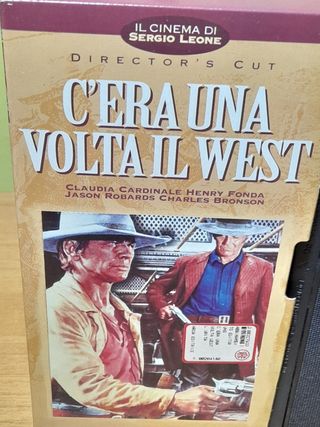 IL CINEMA DI
SERGIO LEONE
DIRECTOR'S CUT
C'ERA UNA
VOLTA IL WEST
CLAUDIA CARDINALE HENRY FONDA
JASON ROBARDS CHARLES BRONSON